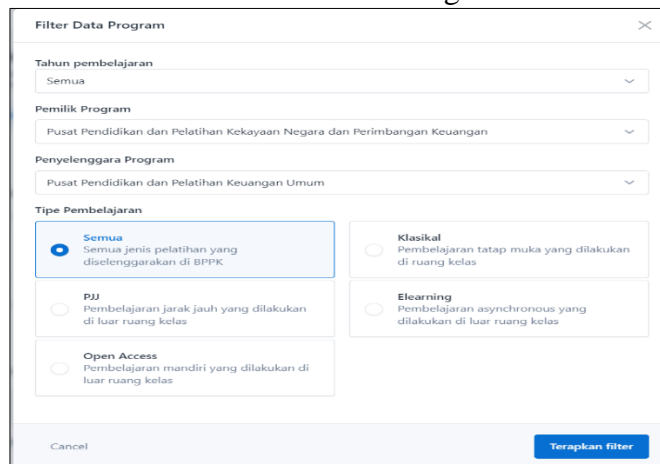 Filter Data Program
Tahun pembelajaran
Semua
Pemilik Program
Pusat Pendidikan dan Pelatihan Kekayaan Negara dan Perimbangan Keuangan
Penyelenggara Program
Pusat Pendidikan dan Pelatihan Keuangan Umum
Tipe Pembelajaran
Semua
Semua jenis pelatihan yang
diselenggarakan di BPPK
Klasikal
Pembelajaran tatap muka yang dilakukan
di ruang kelas
PJJ
Pembelajaran jarak jauh yang dilakukan
di luar ruang kelas
Elearning
Pembelajaran asynchronous yang
dilakukan di luar ruang kelas
Open Access
Pembelajaran mandiri yang dilakukan di
luar ruang kelas
Cancel
Terapkan filter